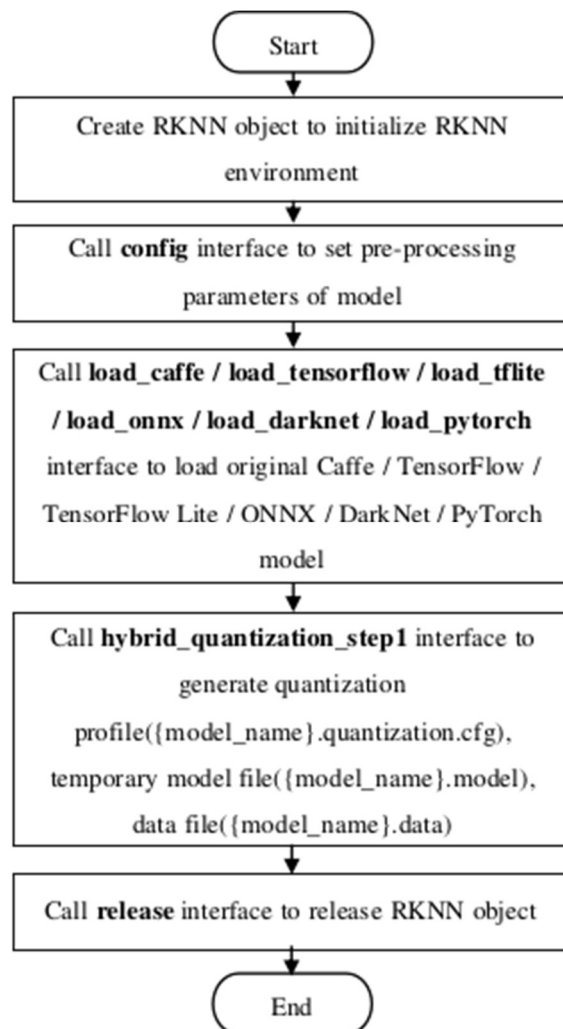 Start
Create RKNN object to initialize RKNN
environment
Call config interface to set pre-processing
parameters of model
Call load_caffe / load_tensorflow / load_tflite
/ load_onnx / load_darknet / load_pytorch
interface to load original Caffe / TensorFlow /
TensorFlow Lite / ONNX / DarkNet / PyTorch
model
Call hybrid_quantization_step1 interface to
generate quantization
profile({model_name}.quantization.cfg),
temporary model file({model_name}.model),
data file({model_name}.data)
Call release interface to release RKNN object
End